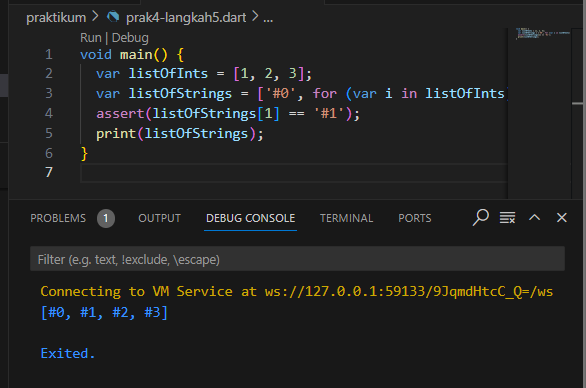 praktikum > prak4-langkah5.dart > ...
Run | Debug
1 void main() {
2 var listOfInts = [1, 2, 3];
3 var listOfStrings = ['#0', for (var i in listOfInts
4 assert(listOfStrings[1] == '#1');
5 print(listOfStrings);
6 }
7
PROBLEMS 1 OUTPUT DEBUG CONSOLE TERMINAL PORTS
Filter (e.g. text, !exclude, \escape)
Connecting to VM Service at ws://127.0.0.1:59133/9JqmdHtcC_Q=/ws
[#0, #1, #2, #3]
Exited.